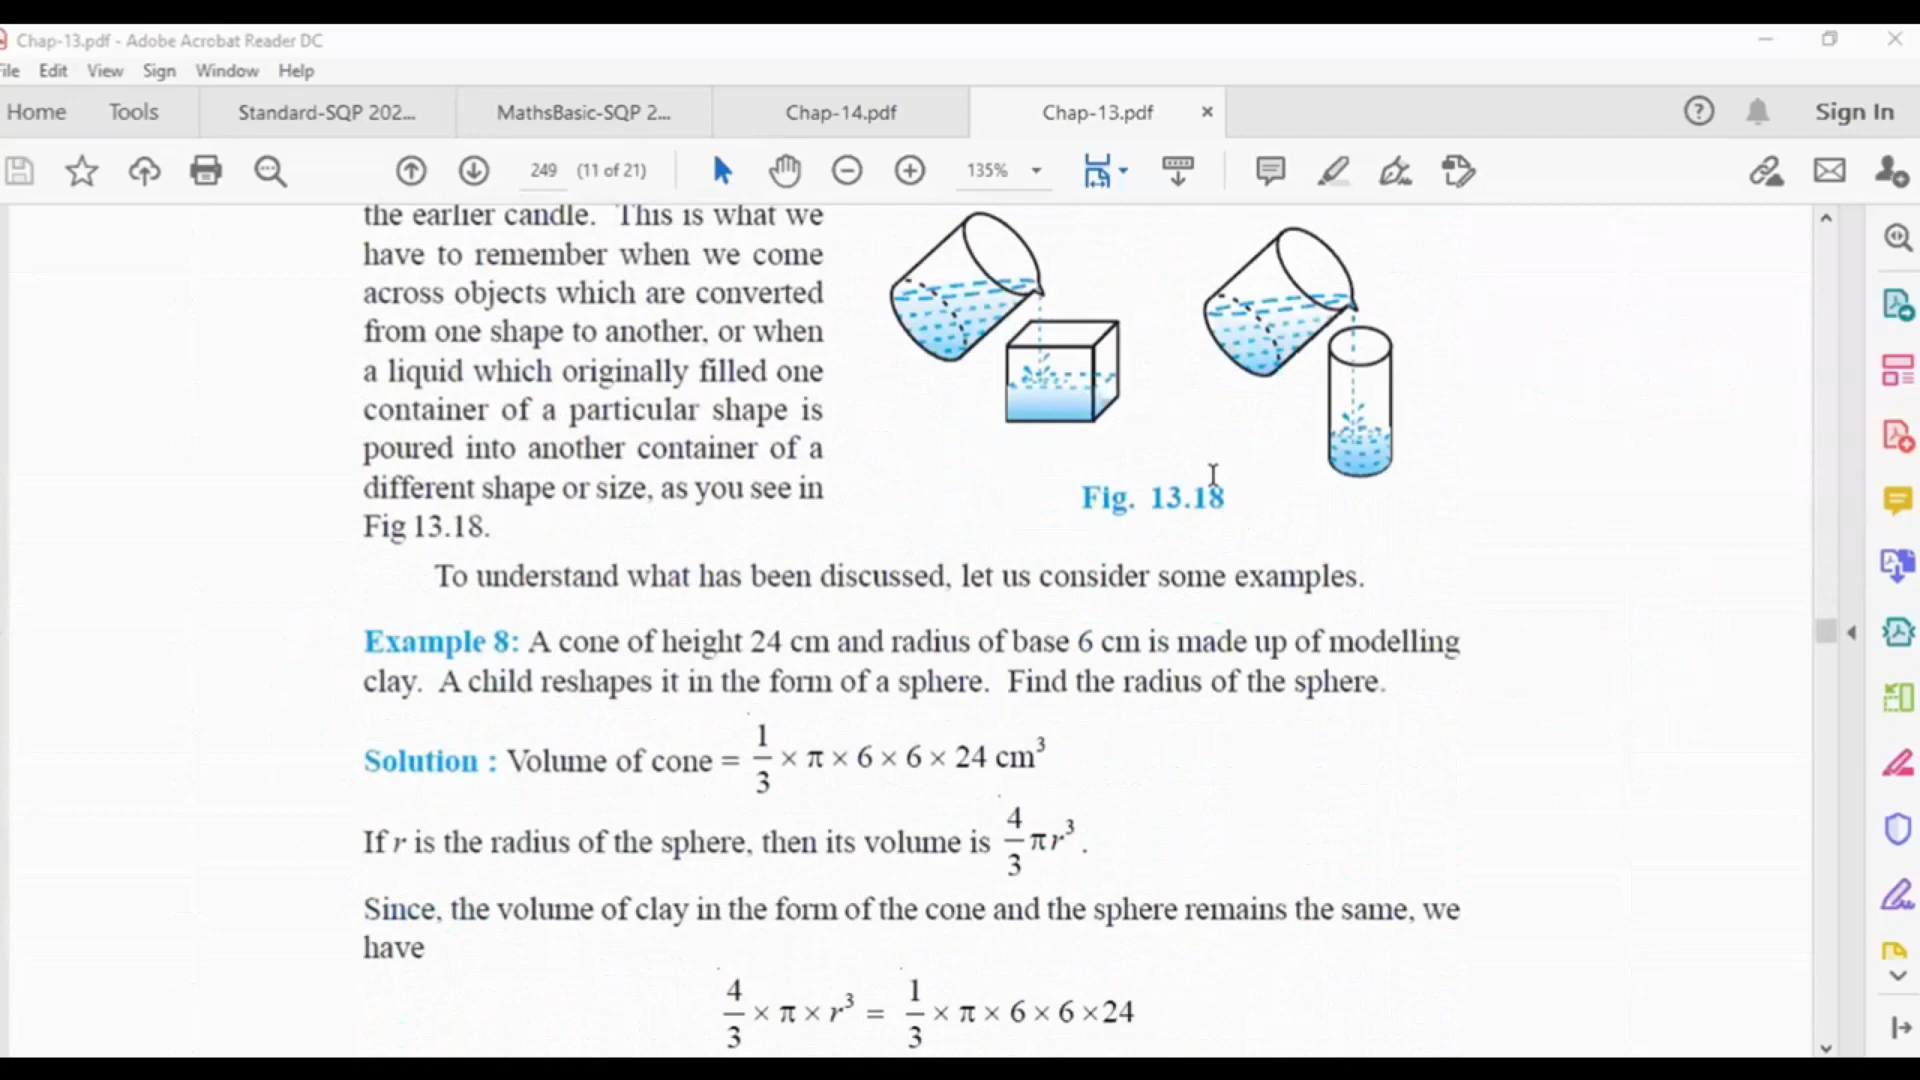 Chap-13.pdf - Adobe Acrobat Reader DC
File Edit View Sign Window Help
Home Tools Standard-SQP 202... MathsBasic-SQP 2... Chap-14.pdf Chap-13.pdf × Sign In
249 (11 of 21) 135%
the earlier candle. This is what we
have to remember when we come
across objects which are converted
from one shape to another, or when
a liquid which originally filled one
container of a particular shape is
poured into another container of a
different shape or size, as you see in
Fig 13.18.
Fig. 13.18
To understand what has been discussed, let us consider some examples.
Example 8: A cone of height 24 cm and radius of base 6 cm is made up of modelling
clay. A child reshapes it in the form of a sphere. Find the radius of the sphere.
Solution : Volume of cone = 1/3 × π × 6 × 6 × 24 cm³
If r is the radius of the sphere, then its volume is 4/3 πr³.
Since, the volume of clay in the form of the cone and the sphere remains the same, we
have
4/3 × π × r³ = 1/3 × π × 6 × 6 ×24